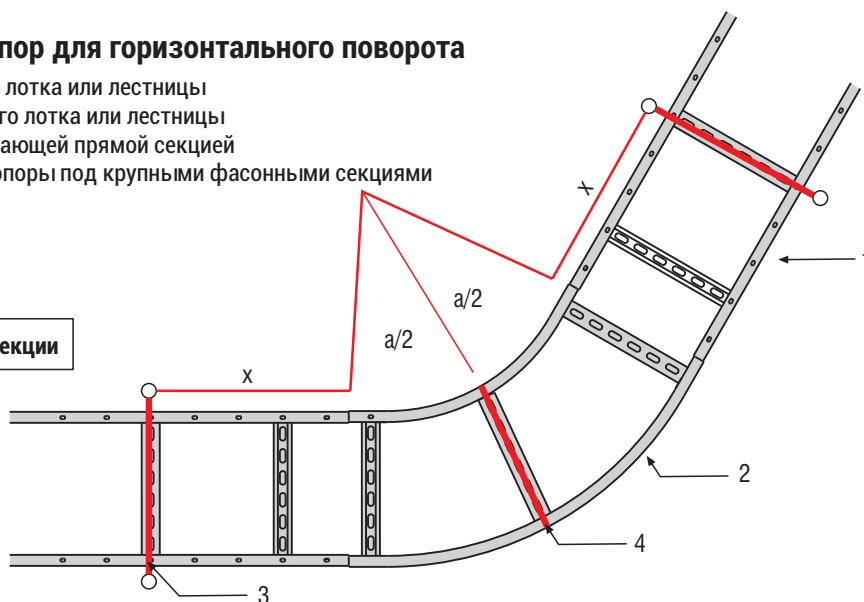 пор для горизонтального поворота
лотка или лестницы
го лотка или лестницы
ающей прямой секцией
опоры под крупными фасонными секциями
x
a/2
a/2
екции
x
2
4
3